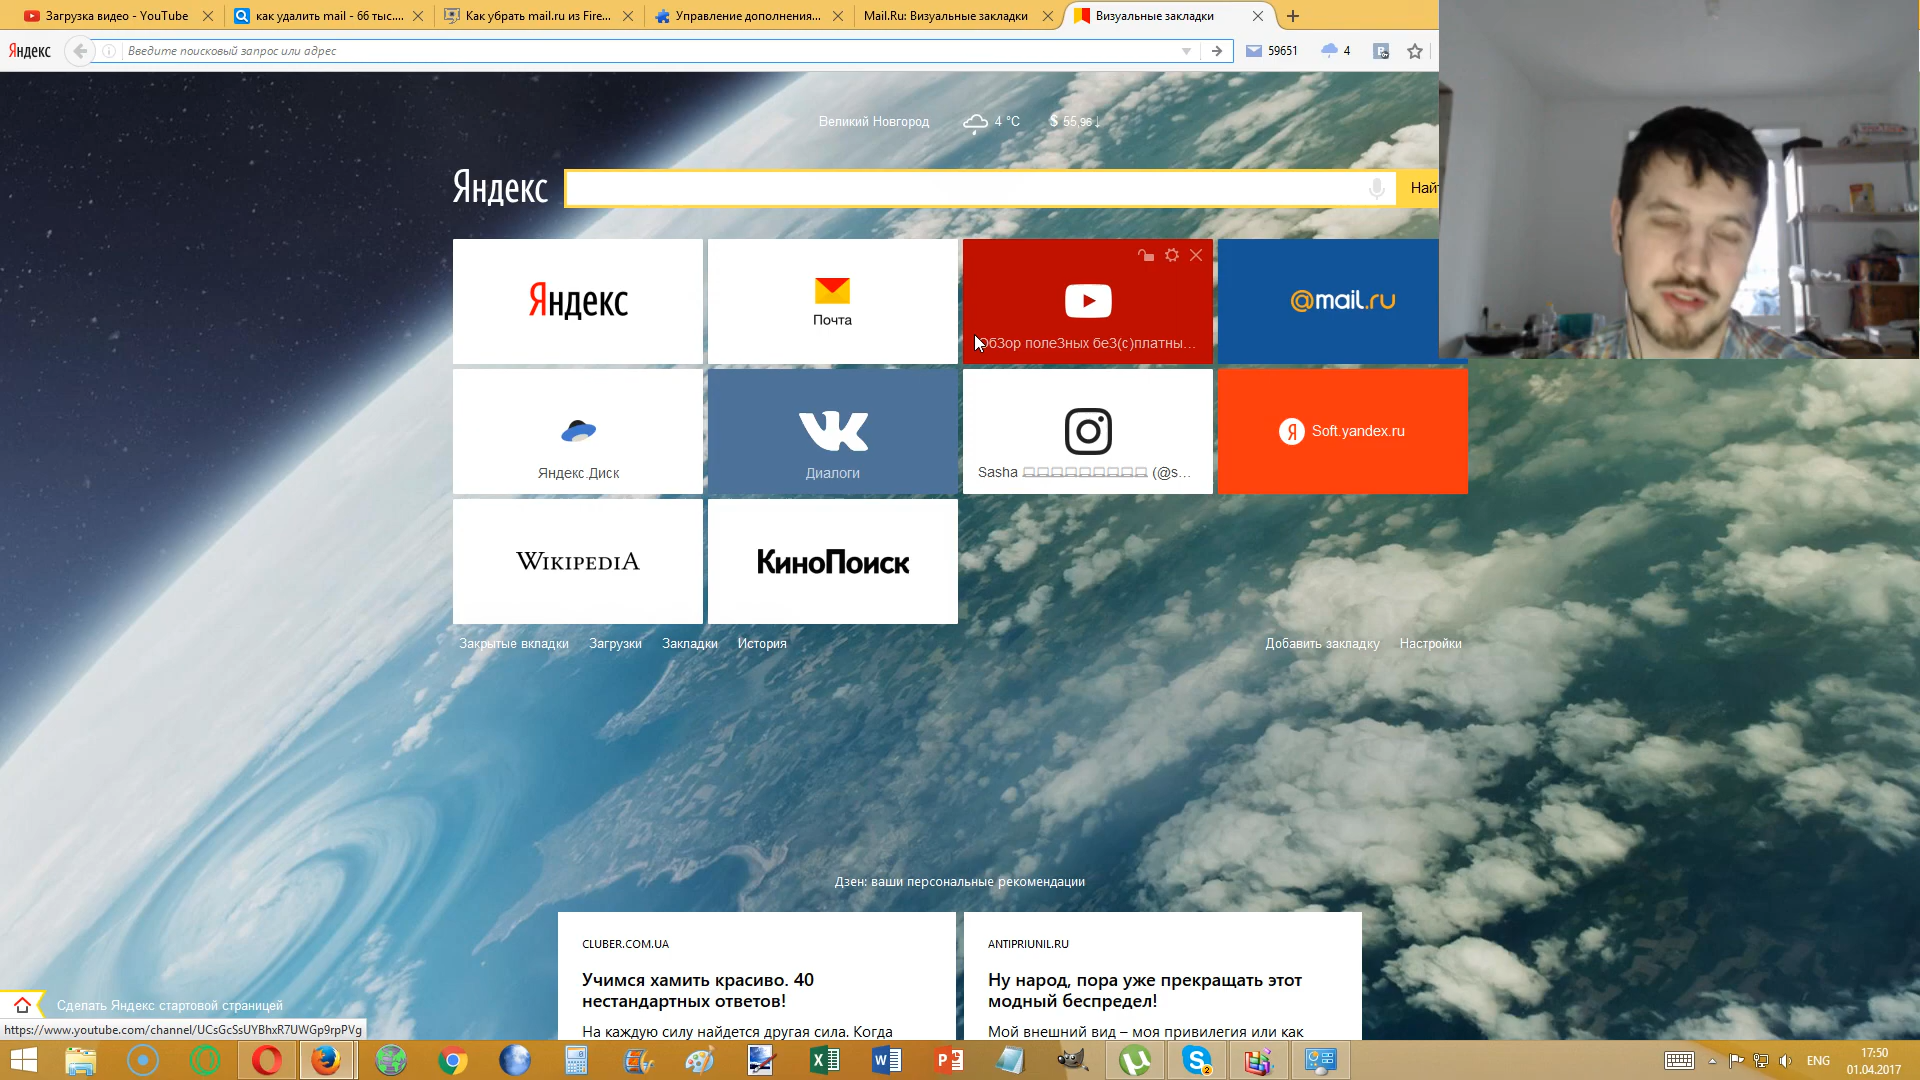 Загрузка видео - YouTube
как удалить mail - 66 тыс....
Как убрать mail.ru из Fire...
Управление дополнения...
Mail.Ru: Визуальные закладки
Визуальные закладки
Яндекс
Введите поисковый запрос или адрес
59651
4
Великий Новгород
4 °C
$ 55,96↓
Яндекс
Най
Яндекс
Почта
Об3ор поле3ных бе3(с)платны...
@mail.ru
Яндекс.Диск
Диалоги
Sasha (@s...
Я Soft.yandex.ru
WIKIPEDIA
КиноПоиск
Закрытые вкладки
Загрузки
Закладки
История
Добавить закладку
Настройки
Дзен: ваши персональные рекомендации
CLUBER.COM.UA
Учимся хамить красиво. 40
нестандартных ответов!
На каждую силу найдется другая сила. Когда
ANTIPRIUNIL.RU
Ну народ, пора уже прекращать этот
модный беспредел!
Мой внешний вид – моя привилегия или как
Сделать Яндекс стартовой страницей
https://www.youtube.com/channel/UCsGcSsUYBhxR7UWGp9rpPVg
ENG
17:50
01.04.2017